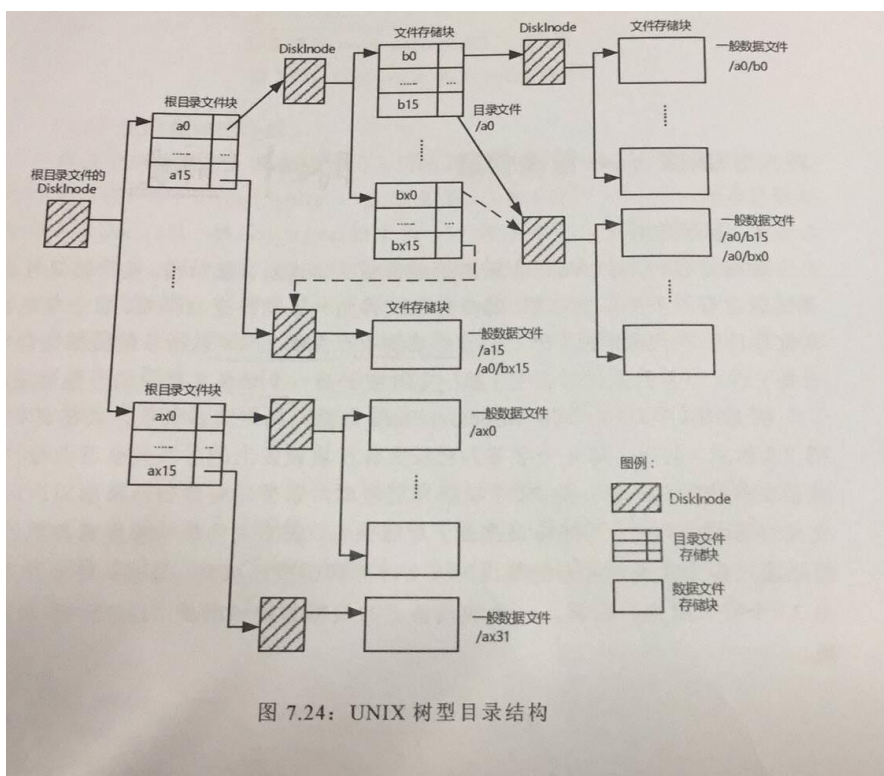 DiskInode
文件存储块
b0
.....
...
b15
目录文件
/a0
DiskInode
文件存储块
一般数据文件
/a0/b0
根目录文件块
a0
.....
...
a15
根目录文件的
DiskInode
bx0
.....
...
bx15
一般数据文件
/a0/b15
/a0/bx0
文件存储块
一般数据文件
/a15
/a0/bx15
根目录文件块
ax0
.....
...
ax15
一般数据文件
/ax0
一般数据文件
/ax31
图例：
DiskInode
目录文件
存储块
数据文件
存储块
图 7.24：UNIX 树型目录结构